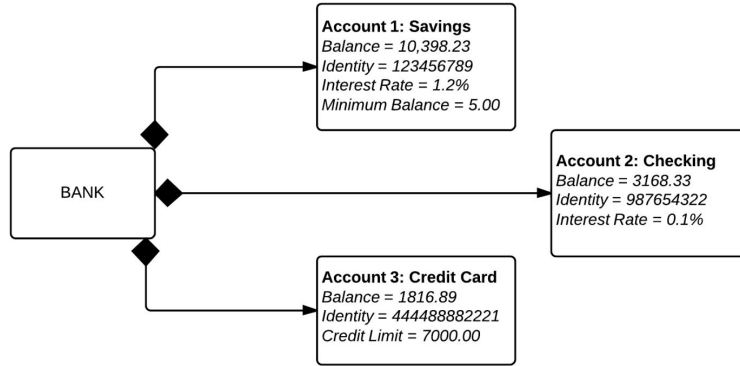 Account 1: Savings
Balance = 10,398.23
Identity = 123456789
Interest Rate = 1.2%
Minimum Balance = 5.00
BANK
Account 2: Checking
Balance = 3168.33
Identity = 987654322
Interest Rate = 0.1%
Account 3: Credit Card
Balance = 1816.89
Identity = 444488882221
Credit Limit = 7000.00